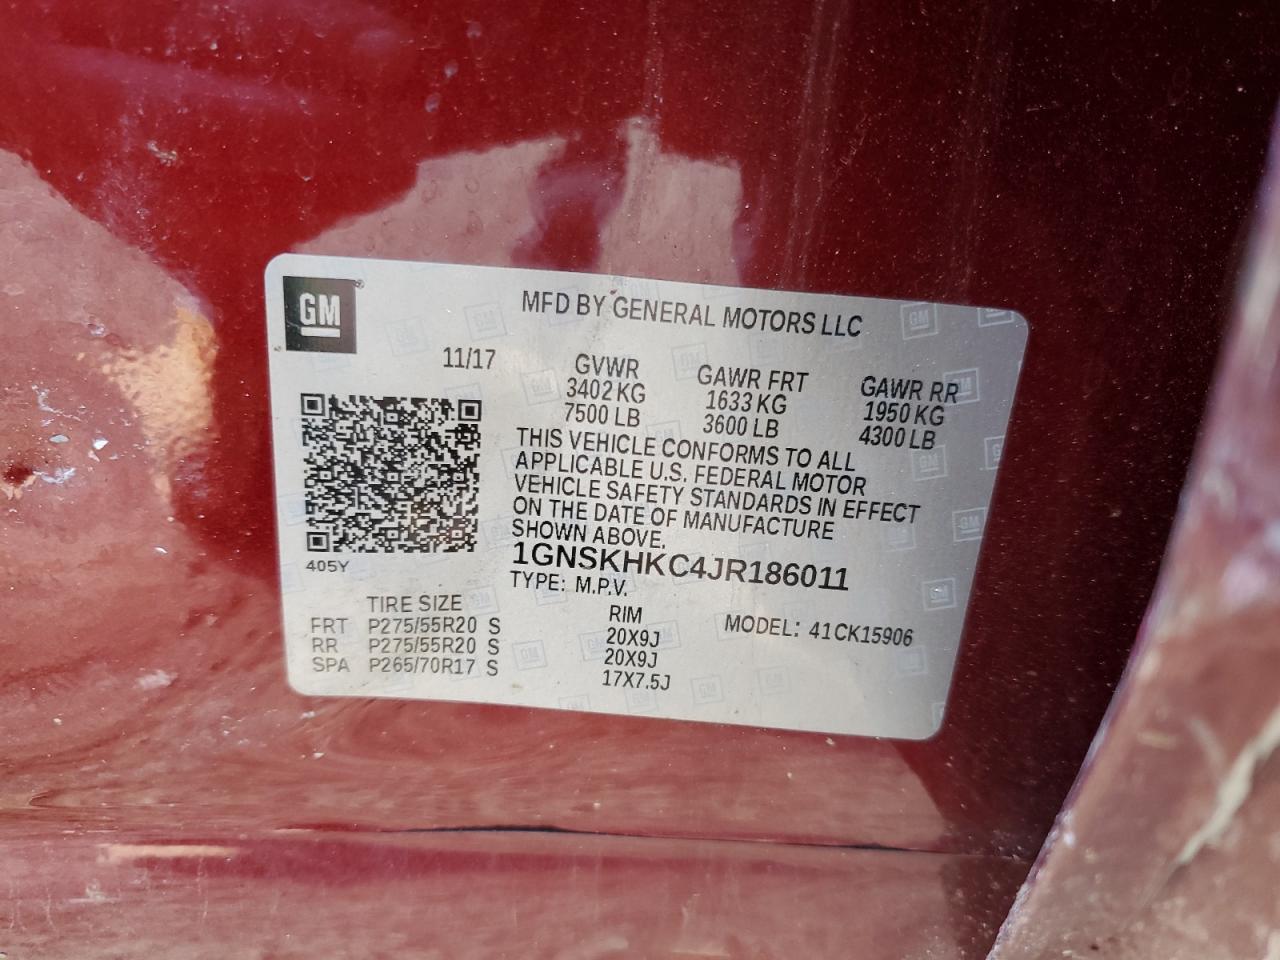 GM
MFD BY GENERAL MOTORS LLC
11/17 GVWR GAWR FRT GAWR RR
3402 KG 1633 KG 1950 KG
7500 LB 3600 LB 4300 LB
THIS VEHICLE CONFORMS TO ALL
APPLICABLE U.S. FEDERAL MOTOR
VEHICLE SAFETY STANDARDS IN EFFECT
ON THE DATE OF MANUFACTURE
SHOWN ABOVE.
405Y
1GNSKHKC4JR186011
TYPE: M.P.V.
TIRE SIZE RIM MODEL: 41CK15906
FRT P275/55R20 S 20X9J
RR P275/55R20 S 20X9J
SPA P265/70R17 S 17X7.5J